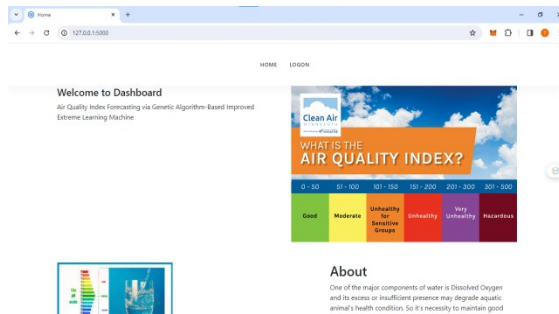 Home
127.0.0.1:5000
HOME LOGON
Welcome to Dashboard
Air Quality Index Forecasting via Genetic Algorithm-Based Improved
Extreme Learning Machine
Clean Air
MINNESOTA
WHAT IS THE
AIR QUALITY INDEX?
0 - 50 51 - 100 101 - 150 151 - 200 201 - 300 301 - 500
Good Moderate Unhealthy for Sensitive Groups Unhealthy Very Unhealthy Hazardous
About
One of the major components of water is Dissolved Oxygen
and its excess or insufficient presence may degrade aquatic
animal's health condition. So it's necessity to maintain good